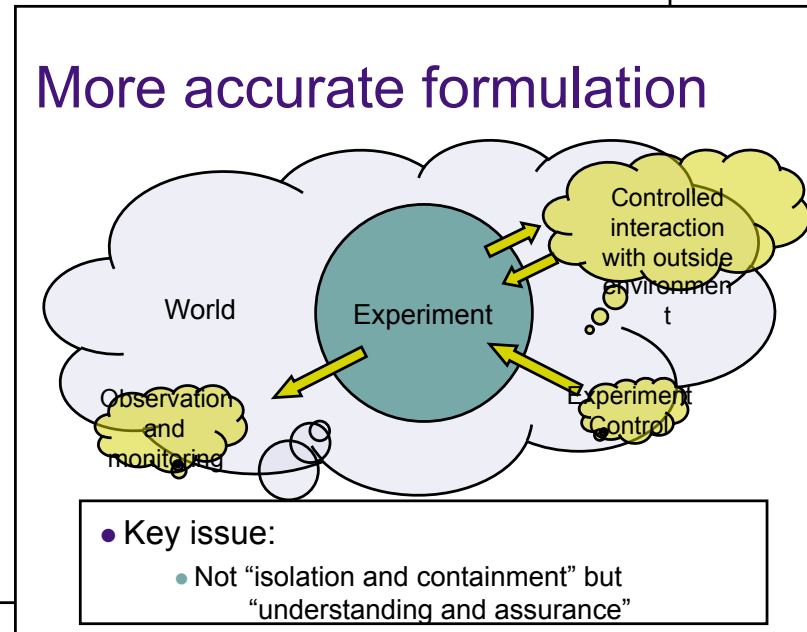 More accurate formulation
Controlled
interaction
with outside
environmen
t
World
Experiment
Observation
and
monitoring
Experiment
Control
● Key issue:
● Not “isolation and containment” but
“understanding and assurance”